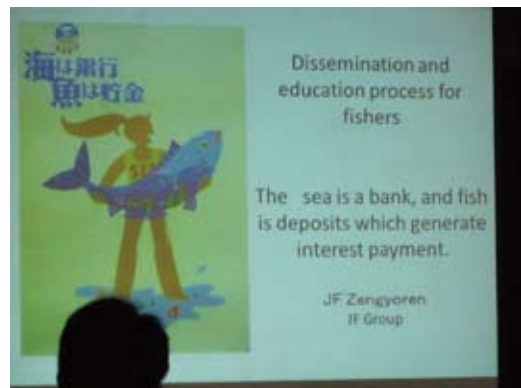 海は銀行
魚は貯金
Dissemination and
education process for
fishers
The sea is a bank, and fish
is deposits which generate
interest payment.
JF Zengyoren
JF Group